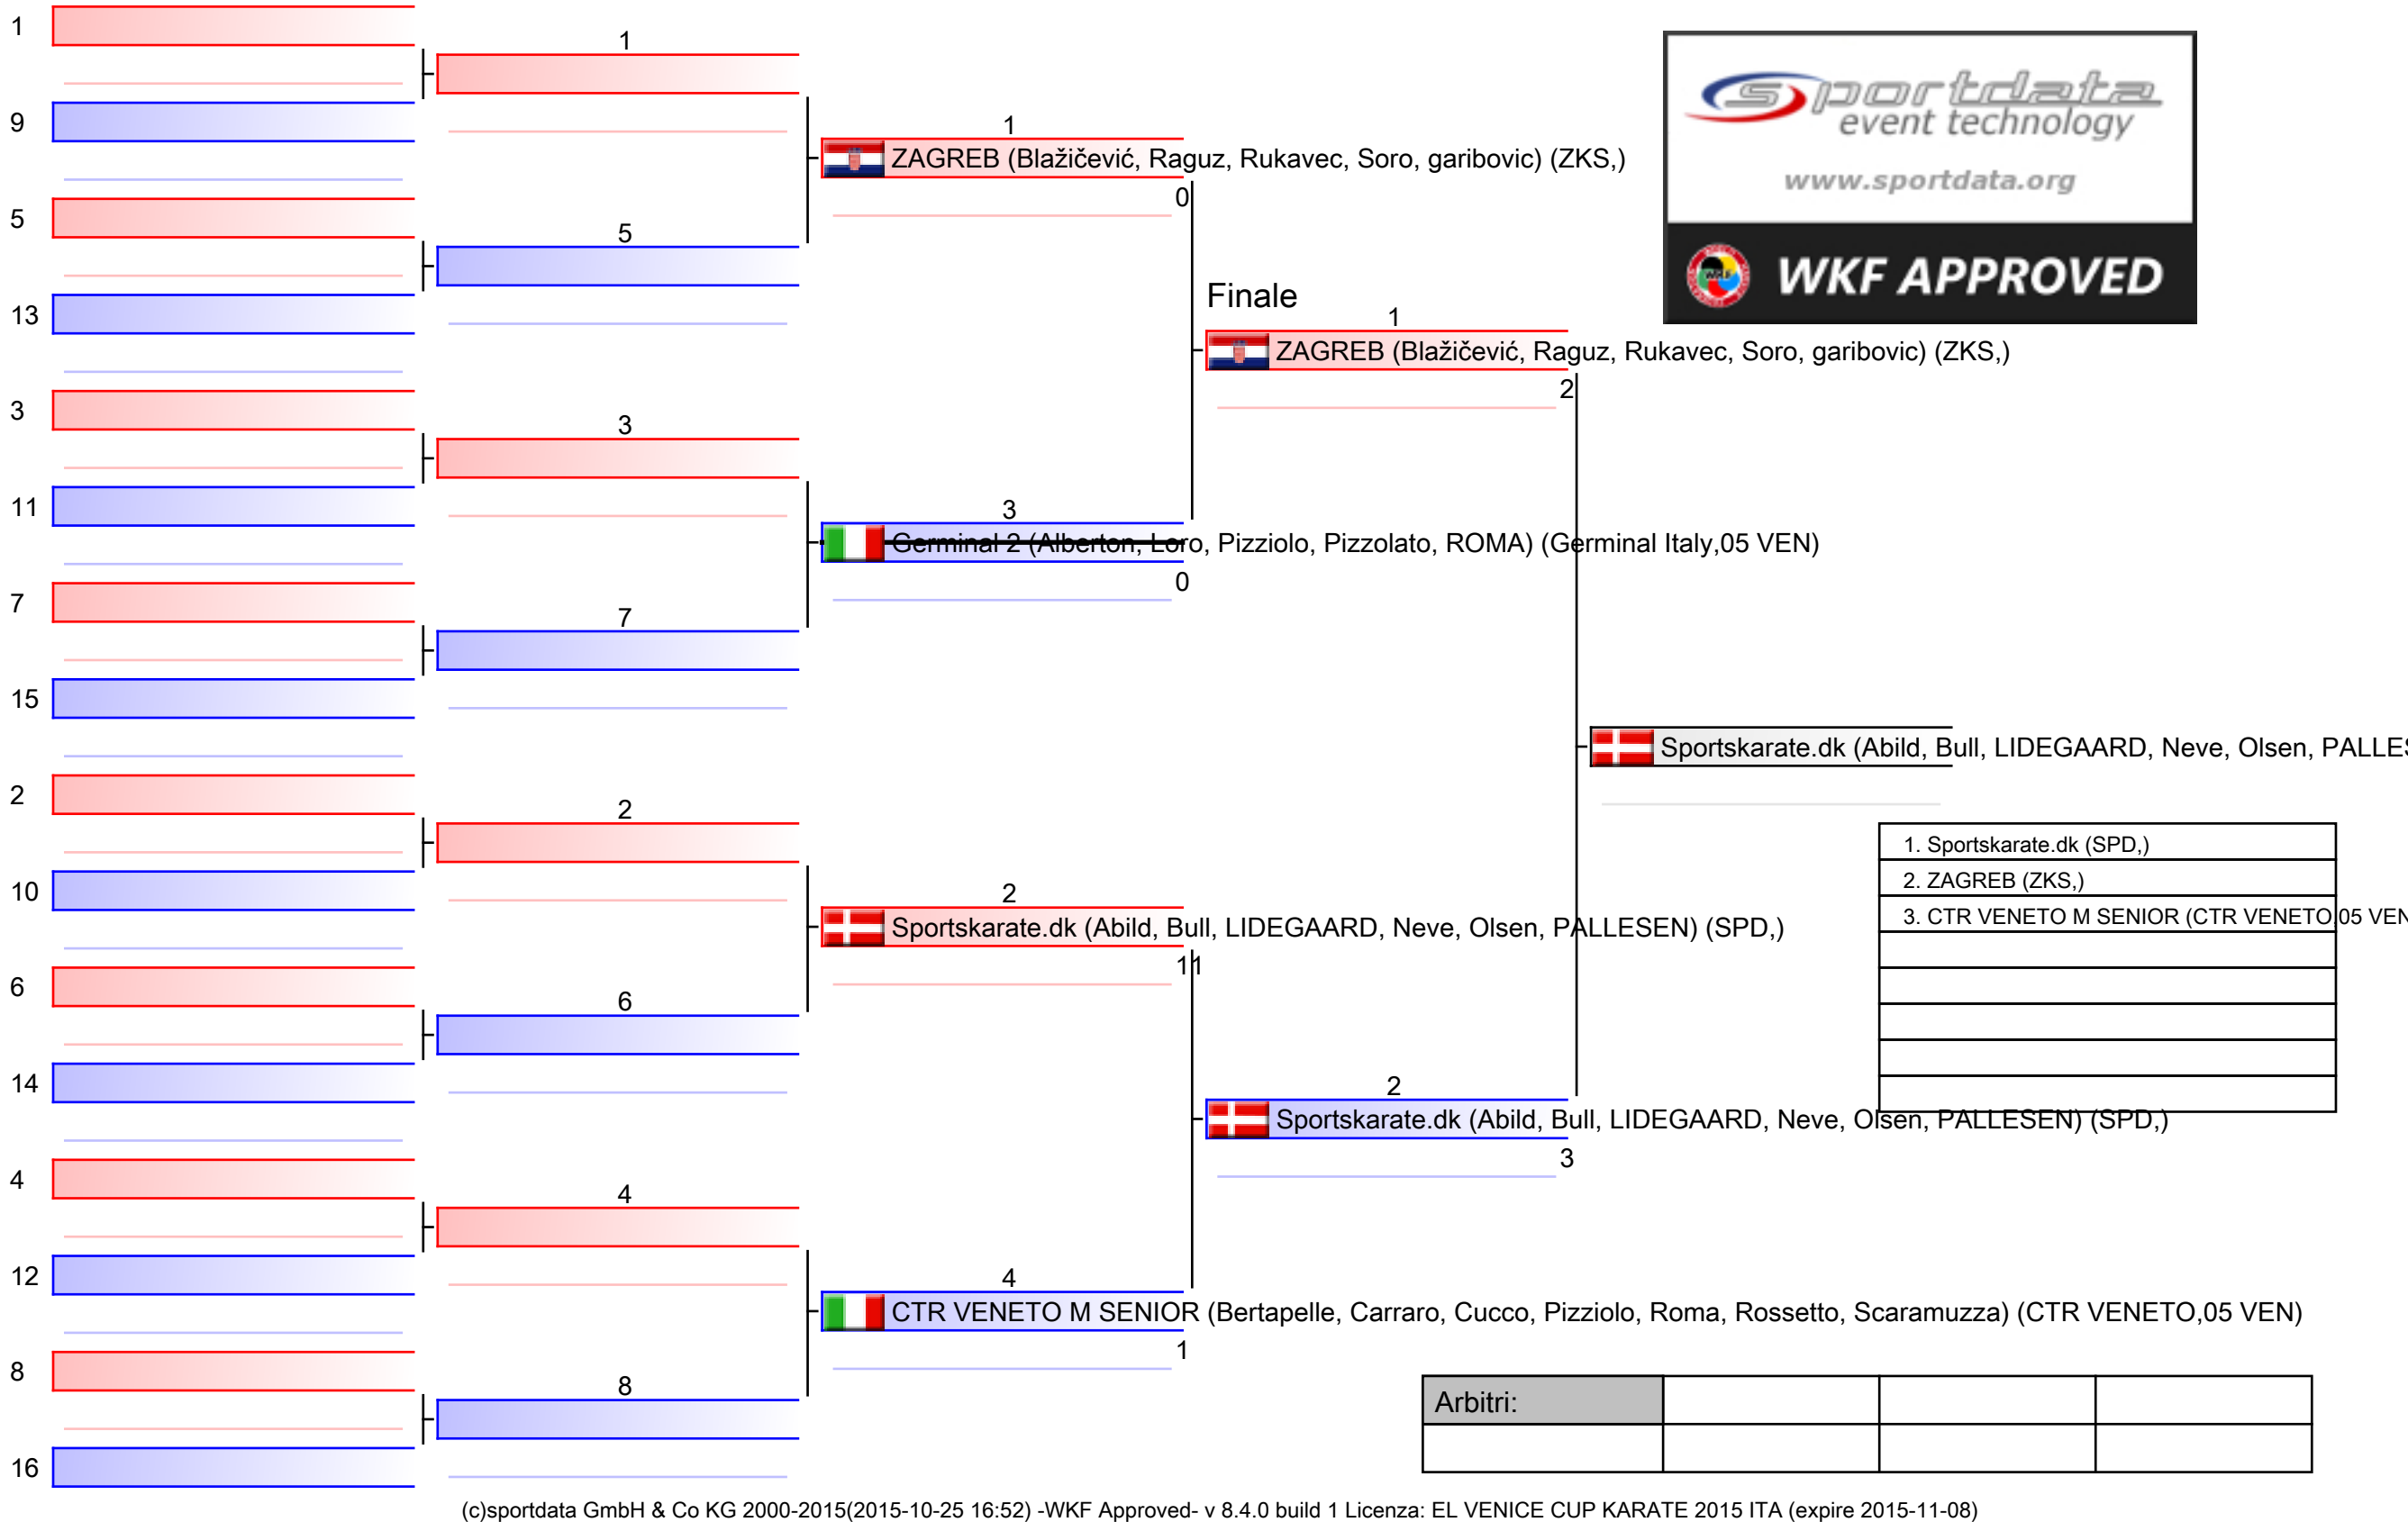 1
9
5
13
3
11
7
15
2
10
6
14
4
12
8
16
1
5
3
7
2
6
4
8
1
ZAGREB (Blažičević, Raguz, Rukavec, Soro, garibovic) (ZKS,)
0
3
Germinal 2 (Alberton, Loro, Pizziolo, Pizzolato, ROMA) (Germinal Italy,05 VEN)
0
2
Sportskarate.dk (Abild, Bull, LIDEGAARD, Neve, Olsen, PALLESEN) (SPD,)
11
4
CTR VENETO M SENIOR (Bertapelle, Carraro, Cucco, Pizziolo, Roma, Rossetto, Scaramuzza) (CTR VENETO,05 VEN)
1
Finale
1
ZAGREB (Blažičević, Raguz, Rukavec, Soro, garibovic) (ZKS,)
2
2
Sportskarate.dk (Abild, Bull, LIDEGAARD, Neve, Olsen, PALLESEN) (SPD,)
3
sportdata
event technology
www.sportdata.org
WKF
WKF APPROVED
Sportskarate.dk (Abild, Bull, LIDEGAARD, Neve, Olsen, PALLES
1. Sportskarate.dk (SPD,)
2. ZAGREB (ZKS,)
3. CTR VENETO M SENIOR (CTR VENETO,05 VEN
Arbitri:
(c)sportdata GmbH & Co KG 2000-2015(2015-10-25 16:52) -WKF Approved- v 8.4.0 build 1 Licenza: EL VENICE CUP KARATE 2015 ITA (expire 2015-11-08)